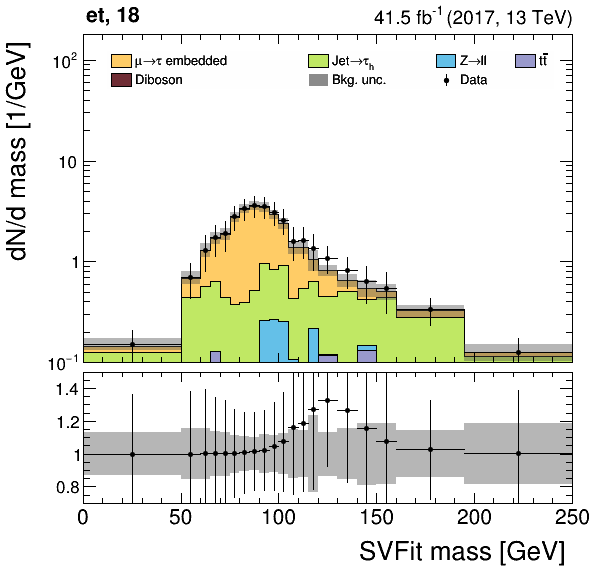 et, 18 41.5 fb⁻¹ (2017, 13 TeV)
dN/d mass [1/GeV]
10²
10
1
10⁻¹
μ→τ embedded Jet→τₕ Z→ll tt̄
Diboson Bkg. unc. Data
1.4
1.2
1
0.8
0 50 100 150 200 250
SVFit mass [GeV]